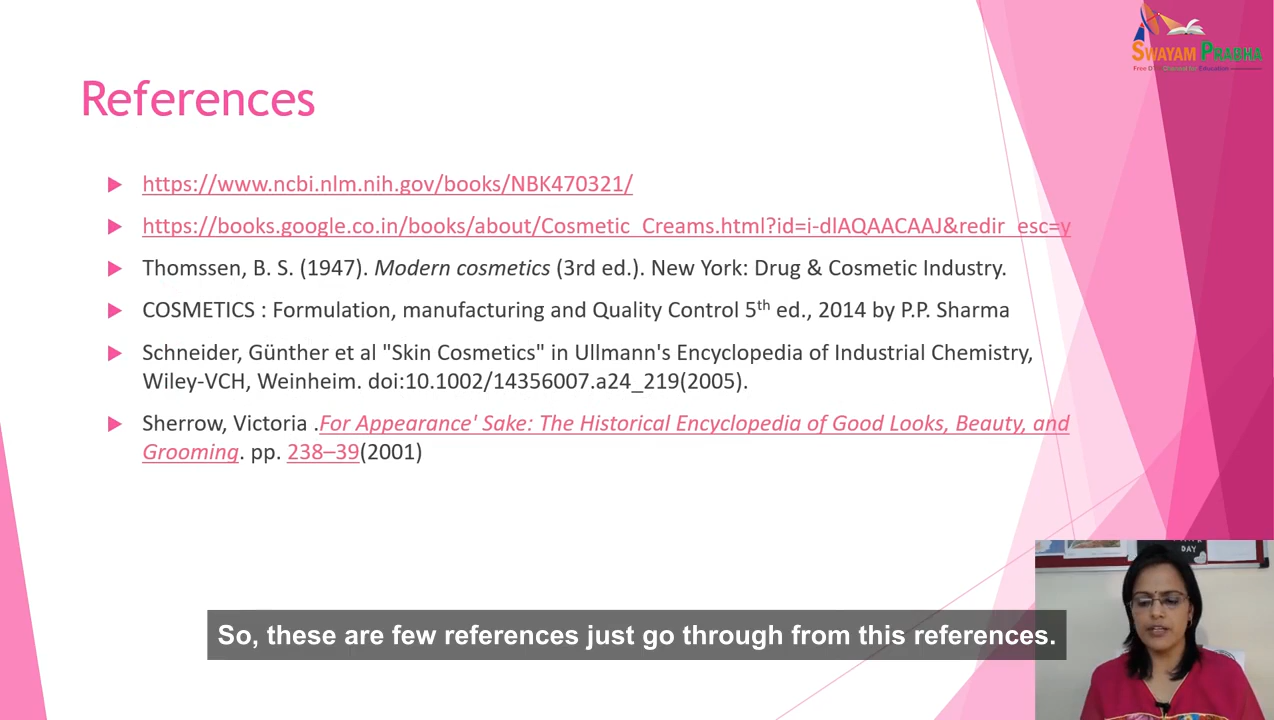 SWAYAM PRABHA
References
https://www.ncbi.nlm.nih.gov/books/NBK470321/
https://books.google.co.in/books/about/Cosmetic_Creams.html?id=i-dlAQAACAAJ&redir_esc=y
Thomssen, B. S. (1947). Modern cosmetics (3rd ed.). New York: Drug & Cosmetic Industry.
COSMETICS : Formulation, manufacturing and Quality Control 5th ed., 2014 by P.P. Sharma
Schneider, Günther et al "Skin Cosmetics" in Ullmann's Encyclopedia of Industrial Chemistry,
Wiley-VCH, Weinheim. doi:10.1002/14356007.a24_219(2005).
Sherrow, Victoria .For Appearance' Sake: The Historical Encyclopedia of Good Looks, Beauty, and
Grooming. pp. 238–39(2001)
DAY
So, these are few references just go through from this references.